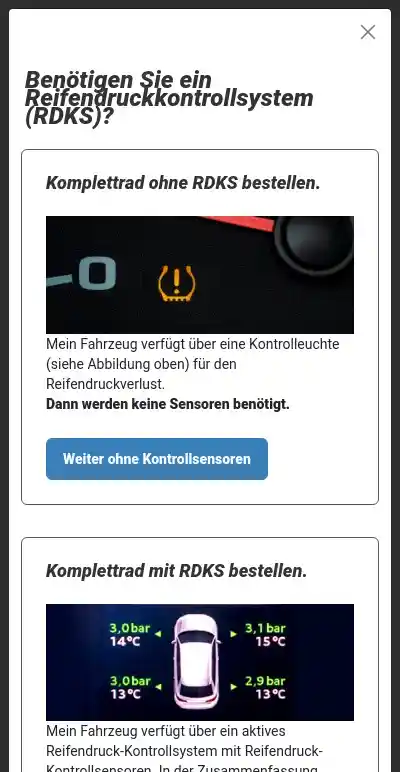 Benötigen Sie ein
Reifendruckkontrollsystem
(RDKS)?
Komplettrad ohne RDKS bestellen.
0
Mein Fahrzeug verfügt über eine Kontrolleuchte
(siehe Abbildung oben) für den
Reifendruckverlust.
Dann werden keine Sensoren benötigt.
Weiter ohne Kontrollsensoren
Komplettrad mit RDKS bestellen.
3,0 bar 3,1 bar
14°C 15°C
3,0 bar 2,9 bar
13°C 13°C
Mein Fahrzeug verfügt über ein aktives
Reifendruck-Kontrollsystem mit Reifendruck-
Kontrollsensoren. In der Zusammenfassung